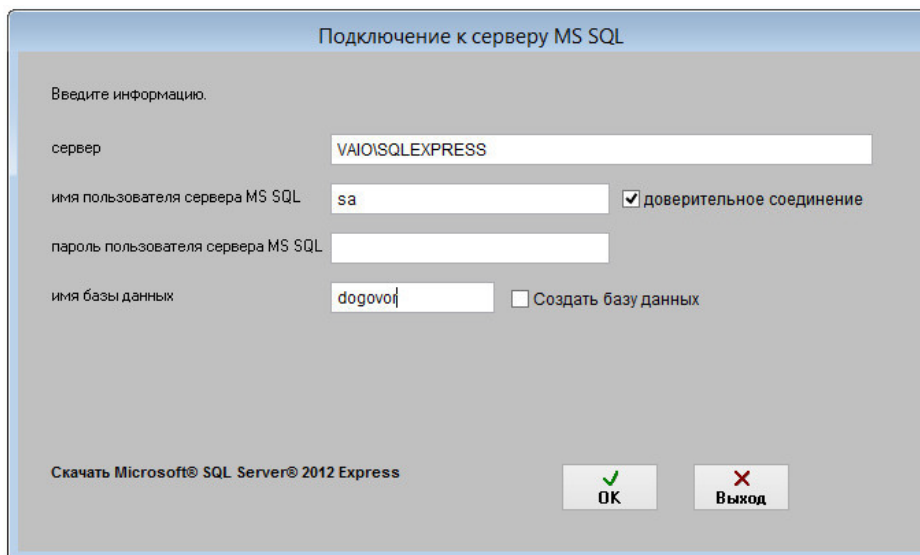 Подключение к серверу MS SQL
Введите информацию.
сервер VAIO\SQLEXPRESS
имя пользователя сервера MS SQL sa доверительное соединение
пароль пользователя сервера MS SQL
имя базы данных dogovor Создать базу данных
Скачать Microsoft® SQL Server® 2012 Express
OK
Выход